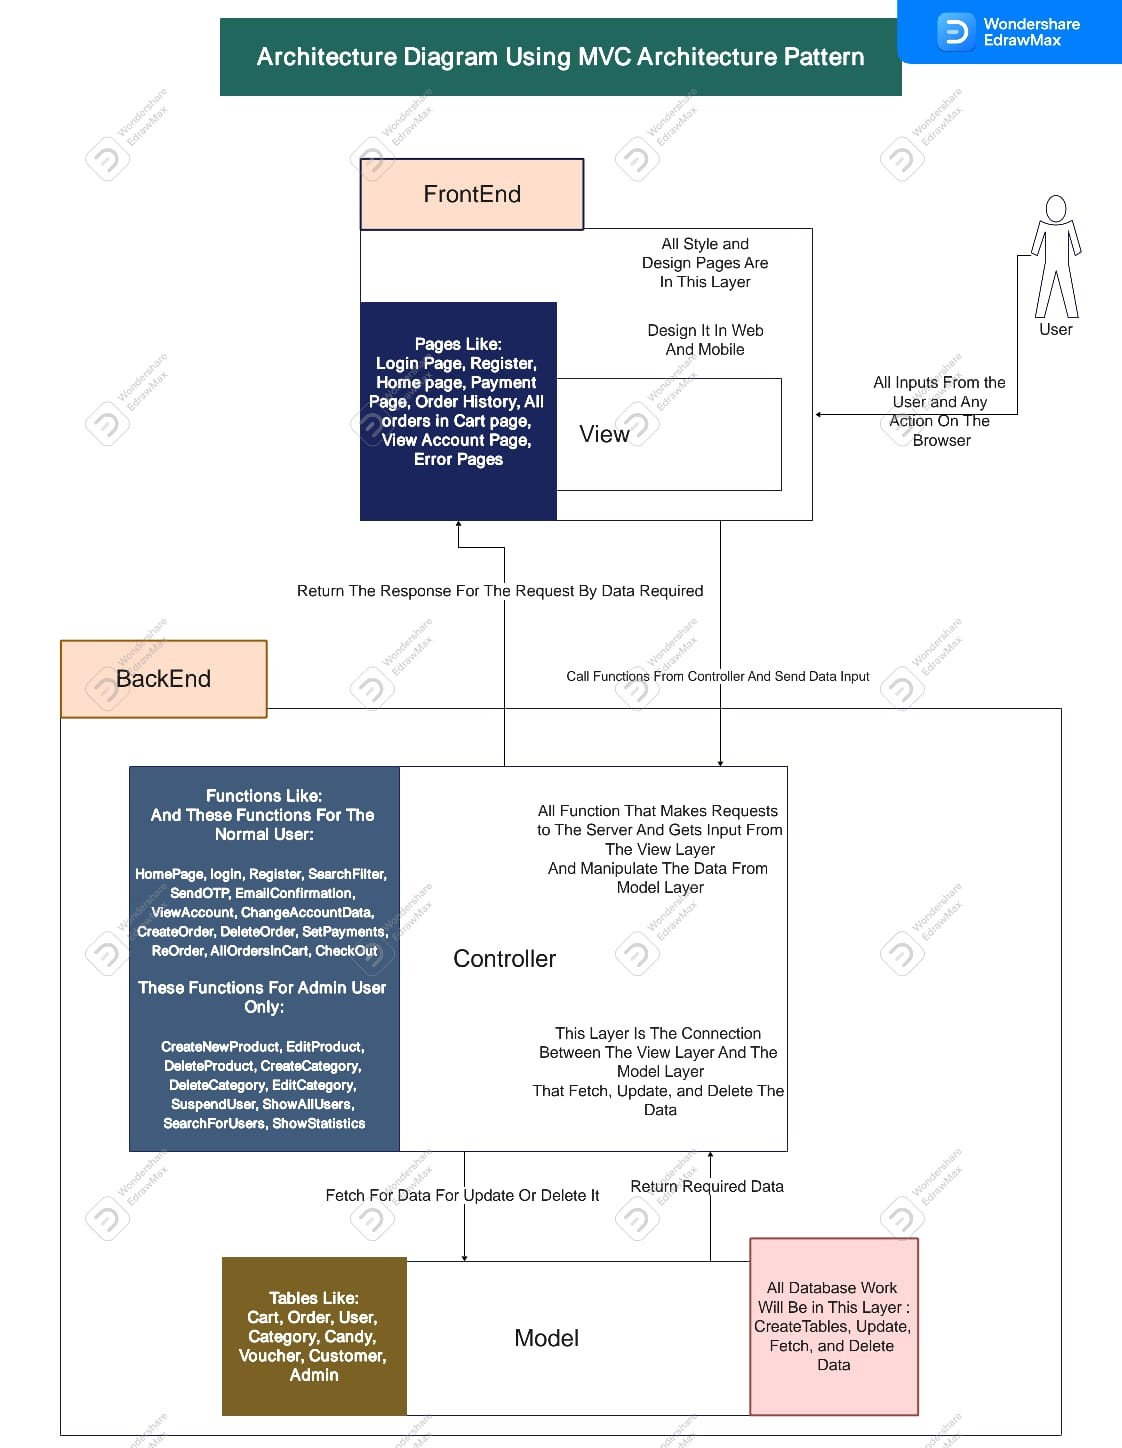 Wondershare
EdrawMax
Architecture Diagram Using MVC Architecture Pattern
FrontEnd
All Style and
Design Pages Are
In This Layer
Design It In Web
And Mobile
Pages Like:
Login Page, Register,
Home page, Payment
Page, Order History, All
orders in Cart page,
View Account Page,
Error Pages
View
User
All Inputs From the
User and Any
Action On The
Browser
Return The Response For The Request By Data Required
Call Functions From Controller And Send Data Input
BackEnd
Functions Like:
And These Functions For The
Normal User:
HomePage, login, Register, SearchFilter,
SendOTP, EmailConfirmation,
ViewAccount, ChangeAccountData,
CreateOrder, DeleteOrder, SetPayments,
ReOrder, AllOrdersInCart, CheckOut
These Functions For Admin User
Only:
CreateNewProduct, EditProduct,
DeleteProduct, CreateCategory,
DeleteCategory, EditCategory,
SuspendUser, ShowAllUsers,
SearchForUsers, ShowStatistics
All Function That Makes Requests
to The Server And Gets Input From
The View Layer
And Manipulate The Data From
Model Layer
Controller
This Layer Is The Connection
Between The View Layer And The
Model Layer
That Fetch, Update, and Delete The
Data
Fetch For Data For Update Or Delete It
Return Required Data
Tables Like:
Cart, Order, User,
Category, Candy,
Voucher, Customer,
Admin
Model
All Database Work
Will Be in This Layer :
CreateTables, Update,
Fetch, and Delete
Data